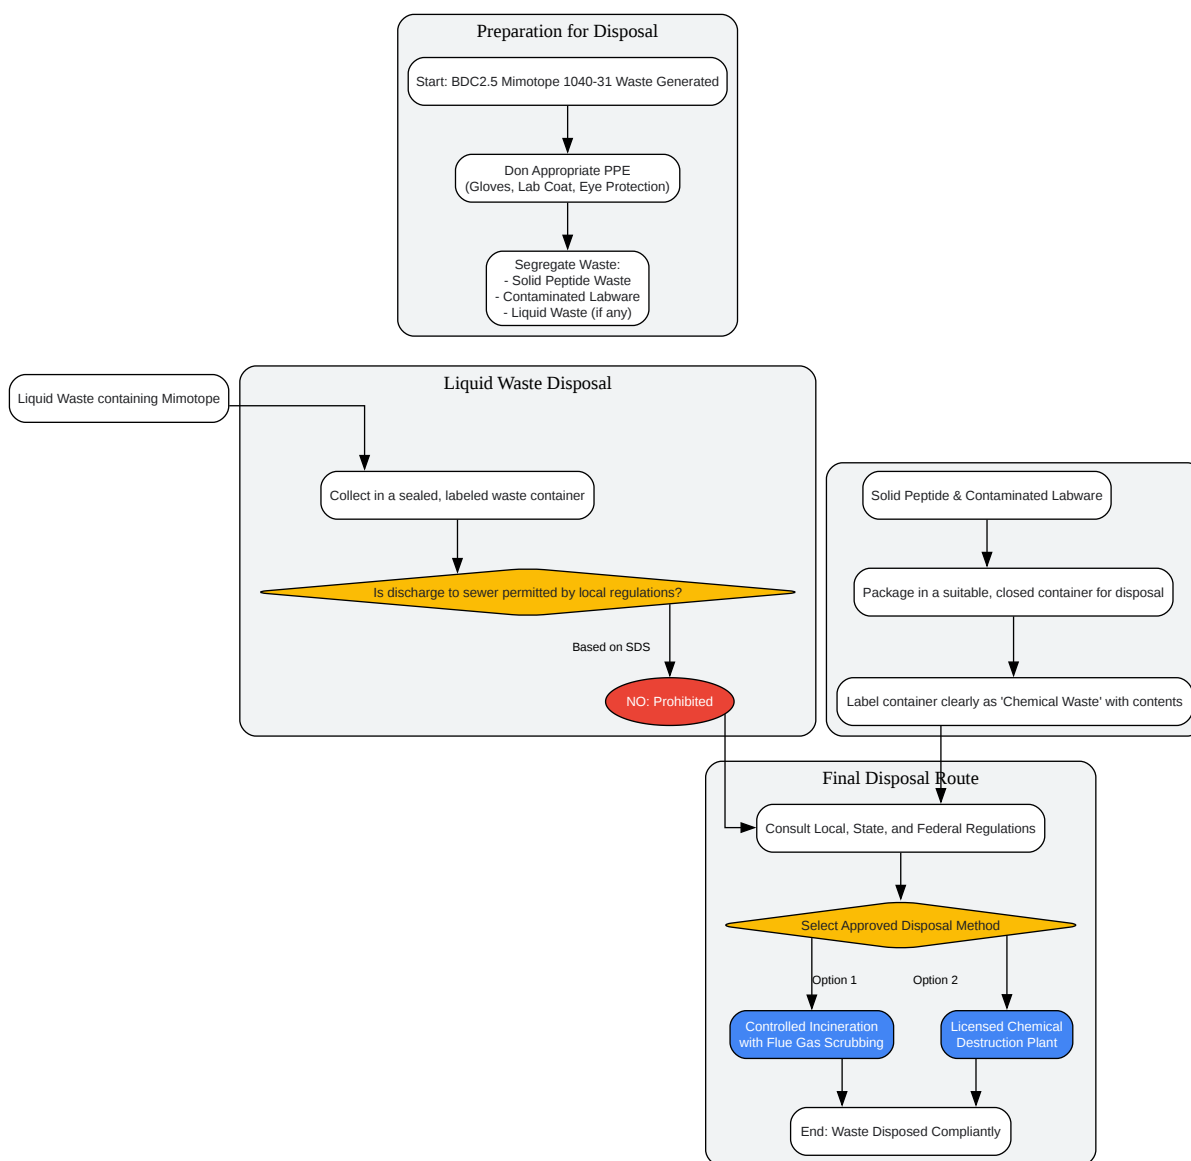 Preparation for Disposal
Start: BDC2.5 Mimotope 1040-31 Waste Generated
Don Appropriate PPE
(Gloves, Lab Coat, Eye Protection)
Segregate Waste:
- Solid Peptide Waste
- Contaminated Labware
- Liquid Waste (if any)
Liquid Waste Disposal
Liquid Waste containing Mimotope
Collect in a sealed, labeled waste container
Is discharge to sewer permitted by local regulations?
Based on SDS
NO: Prohibited
Solid Peptide & Contaminated Labware
Package in a suitable, closed container for disposal
Label container clearly as 'Chemical Waste' with contents
Final Disposal Route
Consult Local, State, and Federal Regulations
Select Approved Disposal Method
Option 1
Option 2
Controlled Incineration
with Flue Gas Scrubbing
Licensed Chemical
Destruction Plant
End: Waste Disposed Compliantly